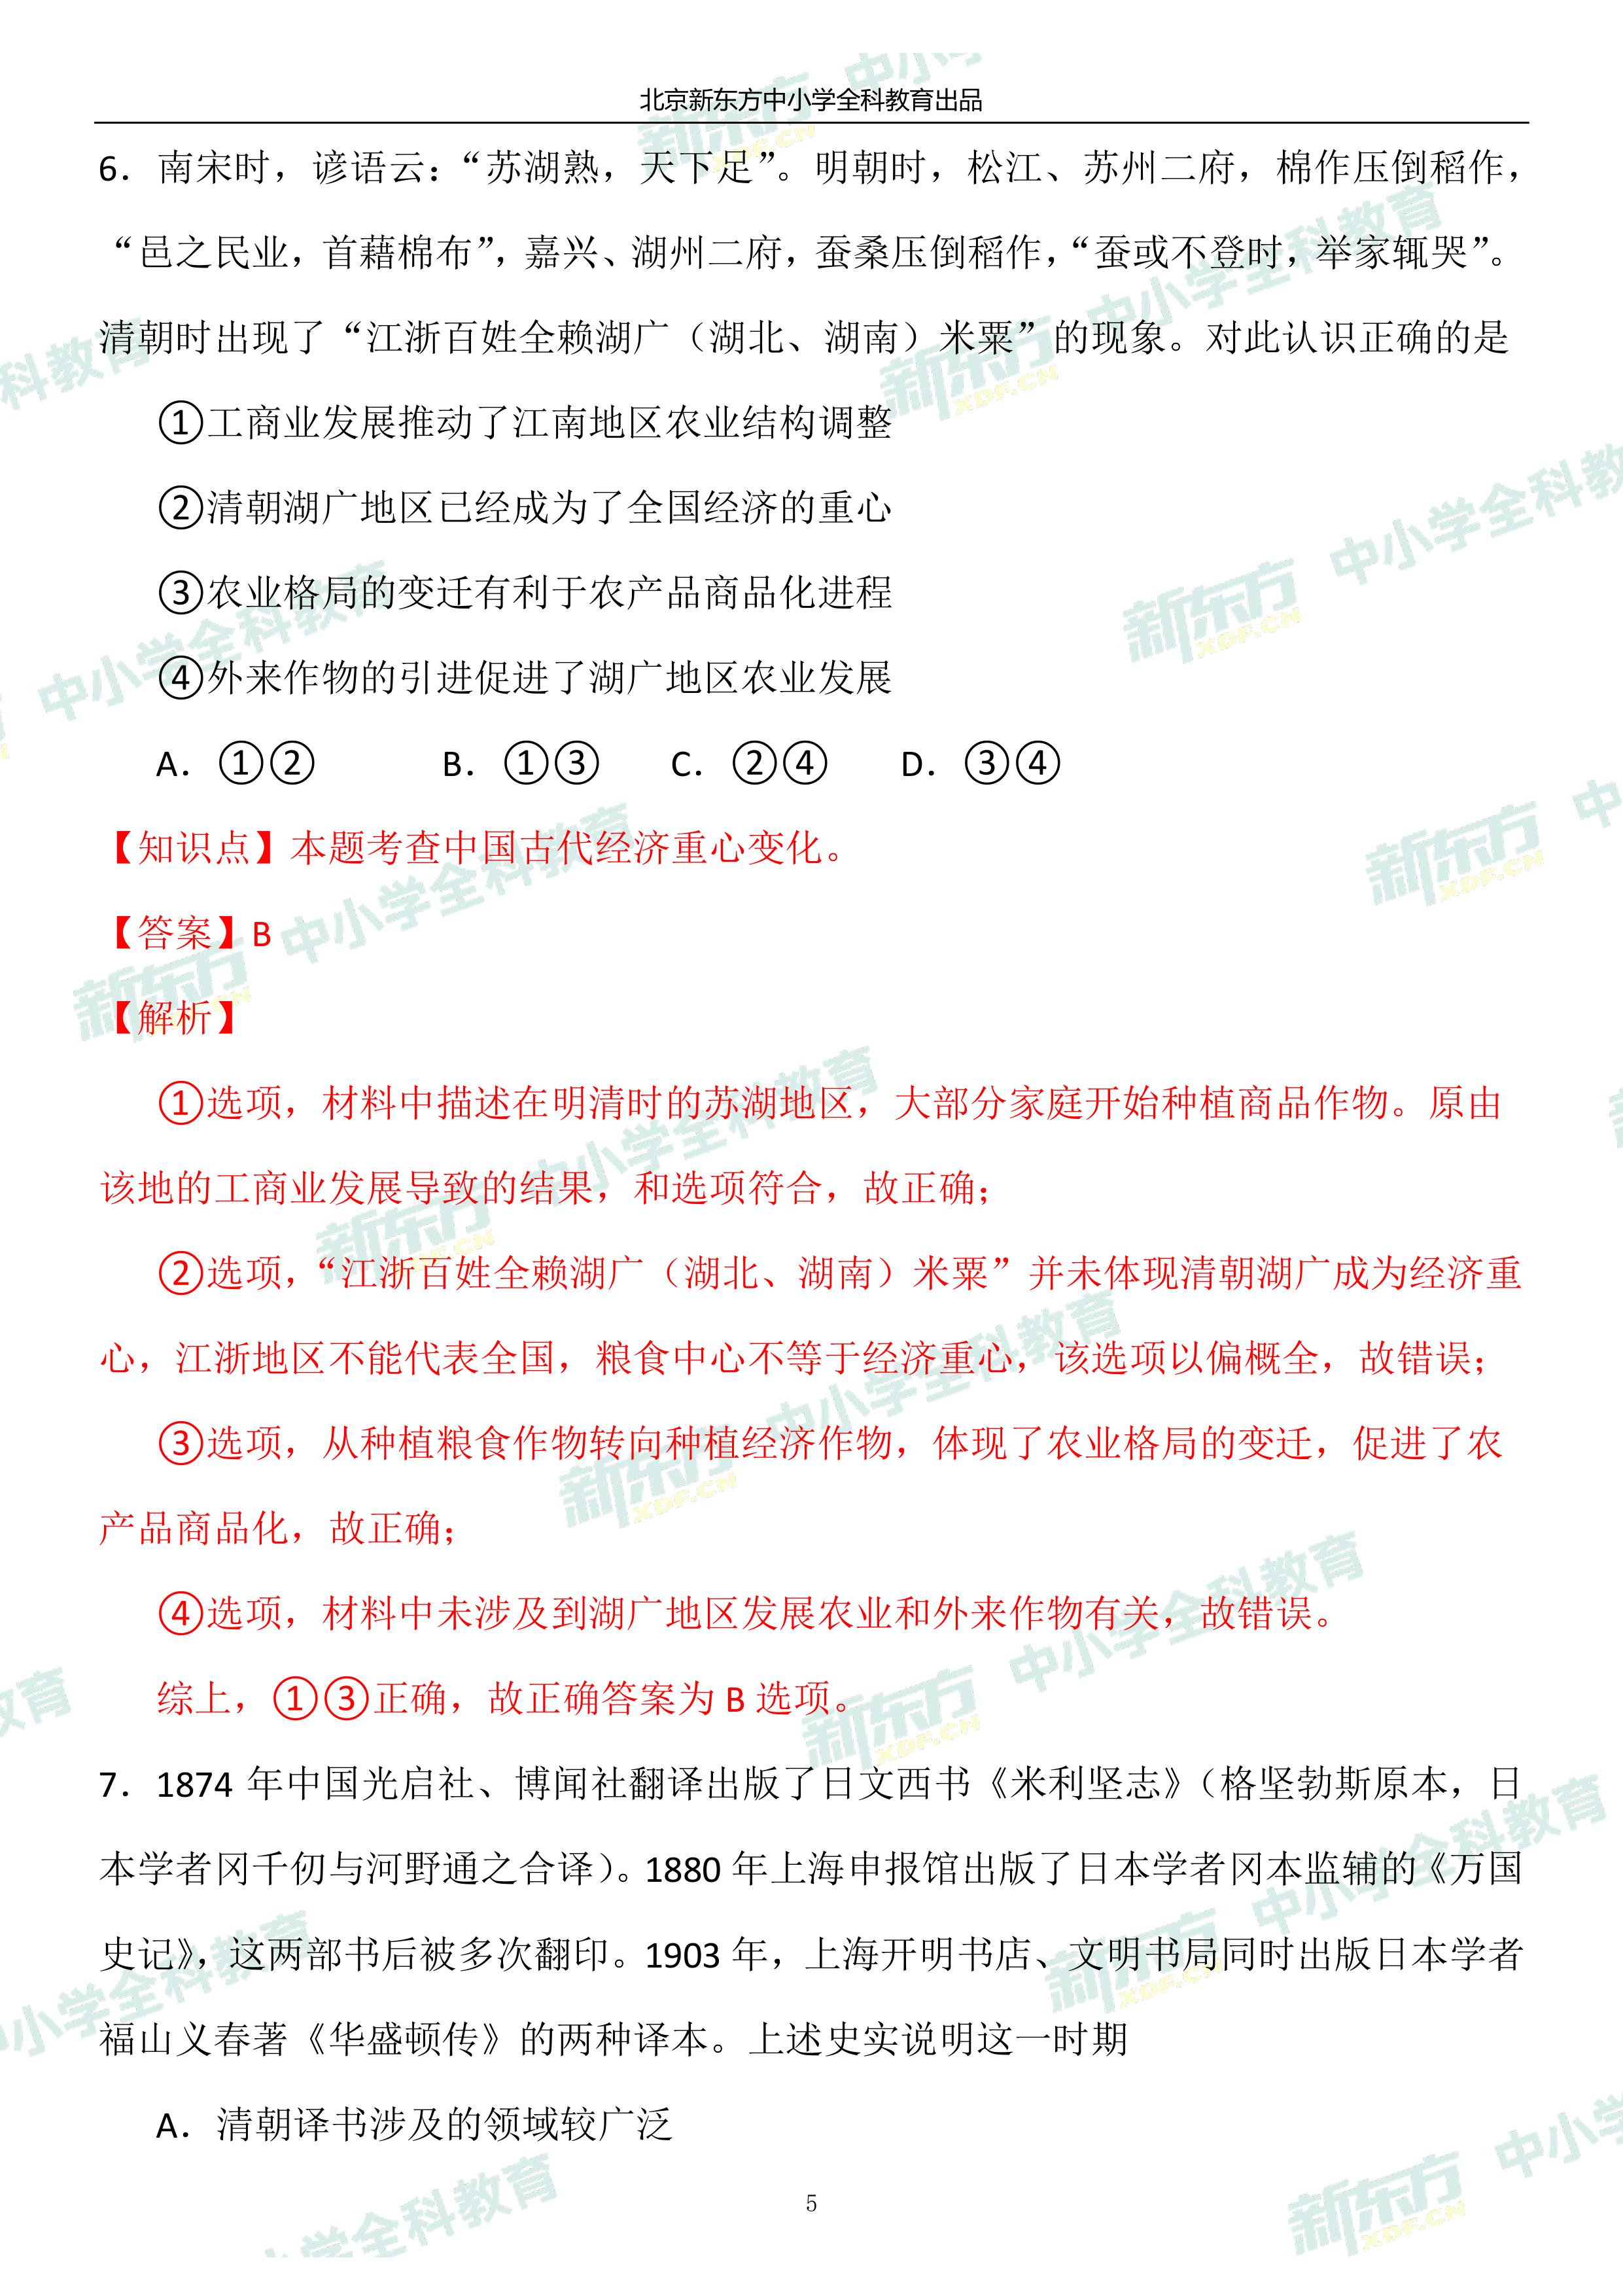 北京新东方中小学全科教育出品
6. 南宋时，谚语云：“苏湖熟，天下足”。明朝时，松江、苏州二府，棉作压倒稻作，
“邑之民业，首藉棉布”，嘉兴、湖州二府，蚕桑压倒稻作，“蚕或不登时，举家辄哭”。
清朝时出现了“江浙百姓全赖湖广（湖北、湖南）米粟”的现象。对此认识正确的是
①工商业发展推动了江南地区农业结构调整
②清朝湖广地区已经成为了全国经济的重心
③农业格局的变迁有利于农产品商品化进程
④外来作物的引进促进了湖广地区农业发展
A. ①② B. ①③ C. ②④ D. ③④
【知识点】本题考查中国古代经济重心变化。
【答案】B
【解析】
①选项，材料中描述在明清时的苏湖地区，大部分家庭开始种植商品作物。原由
该地的工商业发展导致的结果，和选项符合，故正确；
②选项，“江浙百姓全赖湖广（湖北、湖南）米粟”并未体现清朝湖广成为经济重
心，江浙地区不能代表全国，粮食中心不等于经济重心，该选项以偏概全，故错误；
③选项，从种植粮食作物转向种植经济作物，体现了农业格局的变迁，促进了农
产品商品化，故正确；
④选项，材料中未涉及到湖广地区发展农业和外来作物有关，故错误。
综上，①③正确，故正确答案为 B 选项。
7. 1874 年中国光启社、博闻社翻译出版了日文西书《米利坚志》（格坚勃斯原本，日
本学者冈千仞与河野通之合译）。1880 年上海申报馆出版了日本学者冈本监辅的《万国
史记》，这两部书后被多次翻印。1903 年，上海开明书店、文明书局同时出版日本学者
福山义春著《华盛顿传》的两种译本。上述史实说明这一时期
A. 清朝译书涉及的领域较广泛
5
新东方 XDF.CN 中小学全科教育